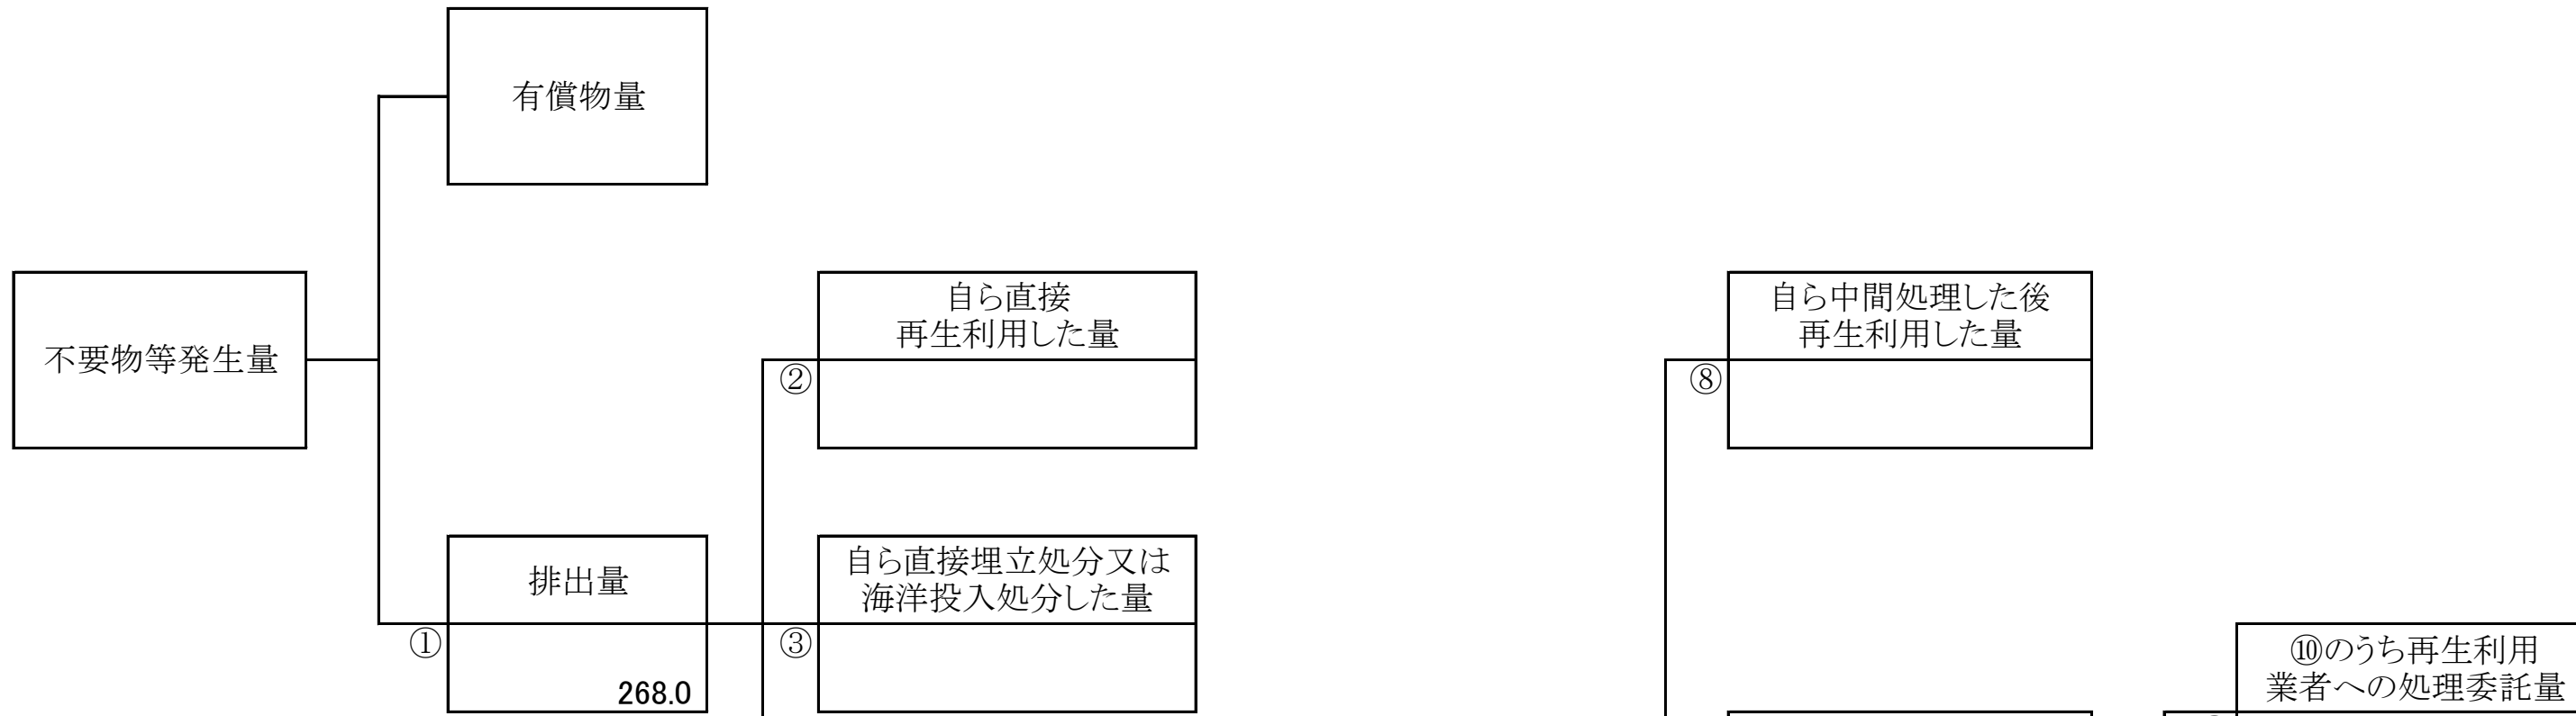 有償物量
不要物等発生量
自ら直接
再生利用した量
②
自ら中間処理した後
再生利用した量
⑧
排出量
①
268.0
自ら直接埋立処分又は
海洋投入処分した量
③
⑩のうち再生利用
業者への処理委託量